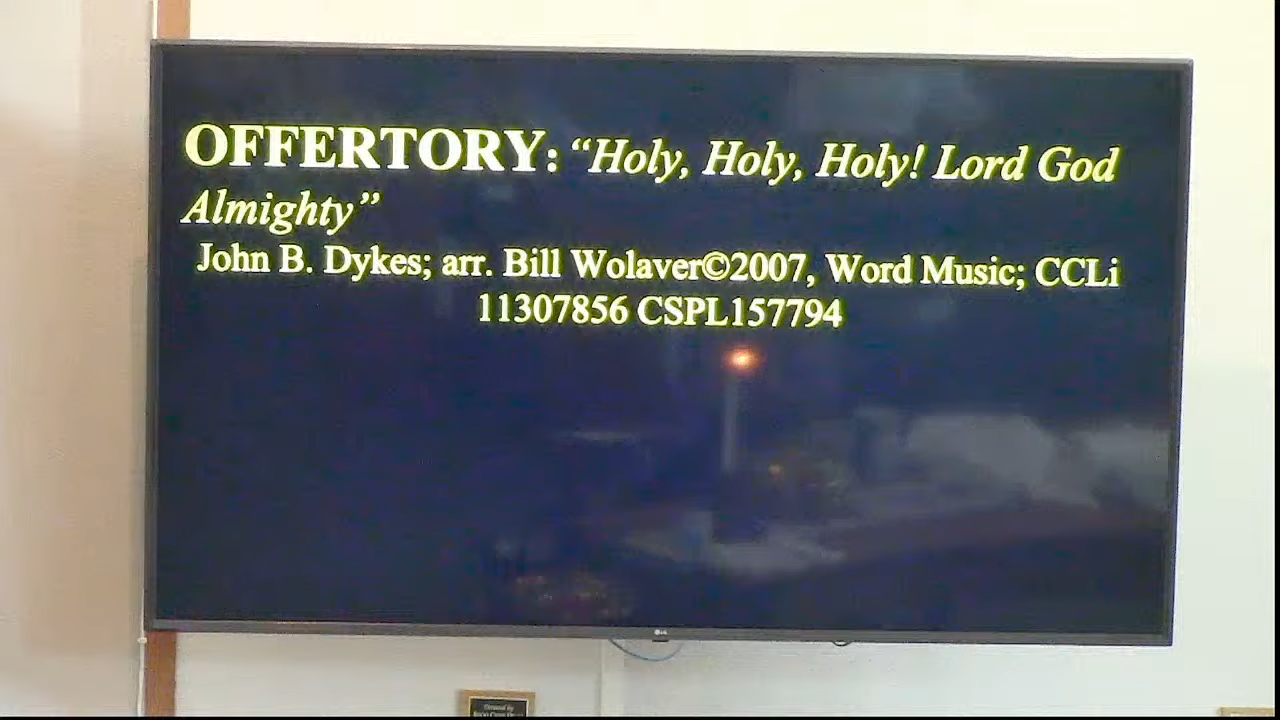 OFFERTORY: “Holy, Holy, Holy! Lord God
Almighty”
John B. Dykes; arr. Bill Wolaver©2007, Word Music; CCLi
11307856 CSPL157794
LG